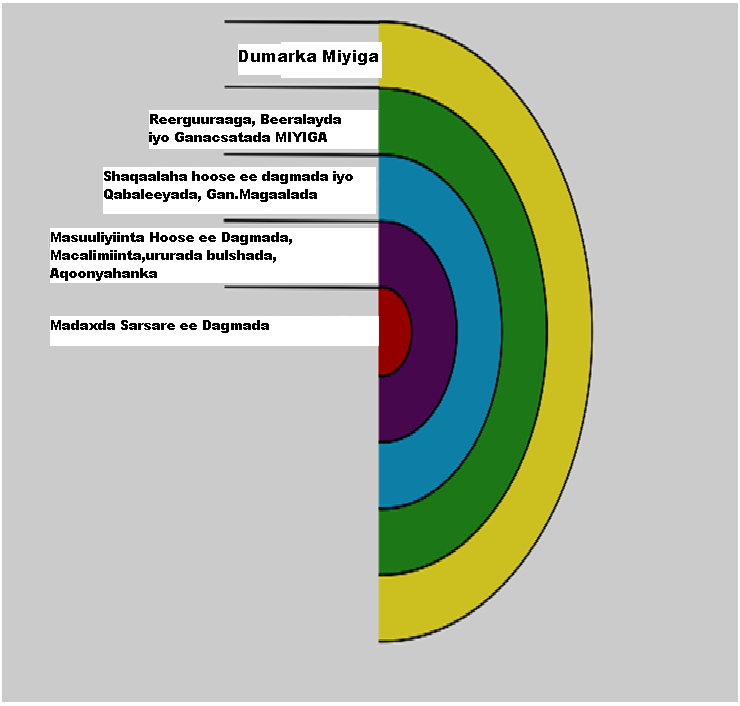 Dumarka Miyiga
Reerguuraaga, Beeralayda
iyo Ganacsatada MIYIGA
Shaqaalaha hoose ee dagmada iyo
Qabaleeyada, Gan.Magaalada
Masuuliyiinta Hoose ee Dagmada,
Macalimiinta,ururada bulshada,
Aqoonyahanka
Madaxda Sarsare ee Dagmada